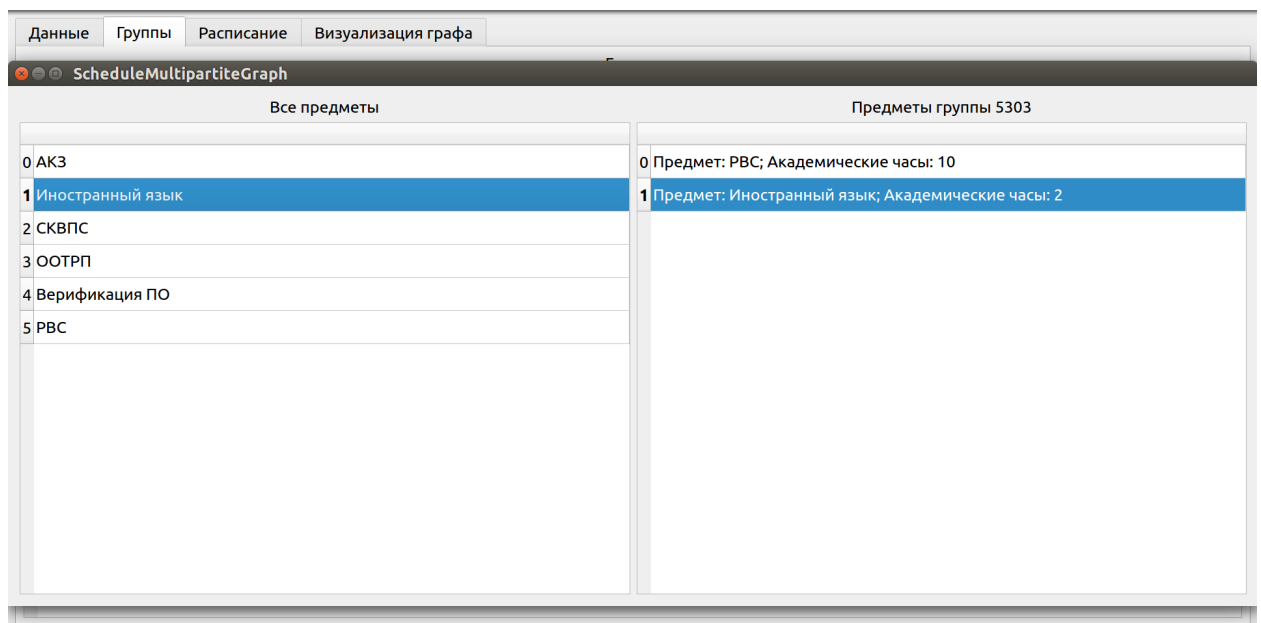 Данные Группы Расписание Визуализация графа
ScheduleMultipartiteGraph
Все предметы
0 АКЗ
1 Иностранный язык
2 СКВПС
3 ООТРП
4 Верификация ПО
5 РВС
Предметы группы 5303
0 Предмет: РВС; Академические часы: 10
1 Предмет: Иностранный язык; Академические часы: 2